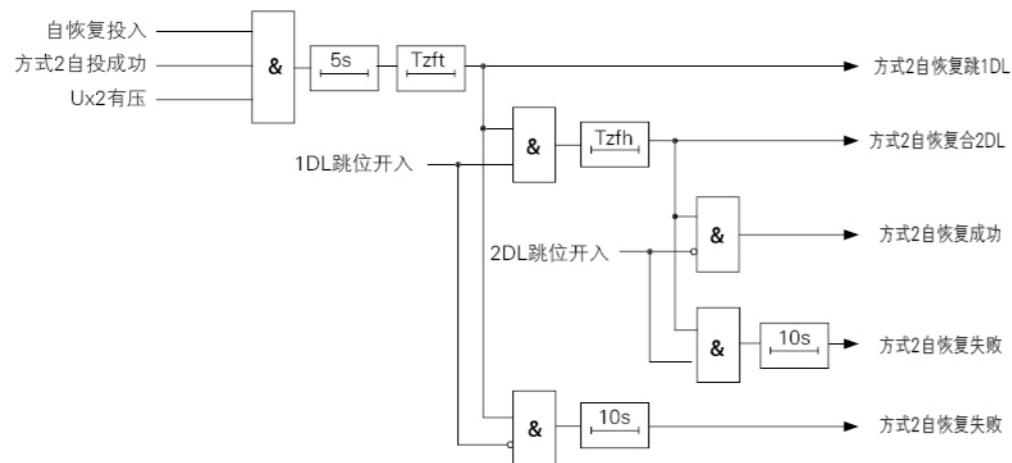 自恢复投入
方式2自投成功
Ux2有压
&
5s
Tzft
方式2自恢复跳1DL
1DL跳位开入
&
Tzfh
方式2自恢复合2DL
2DL跳位开入
&
方式2自恢复成功
&
10s
方式2自恢复失败
&
10s
方式2自恢复失败